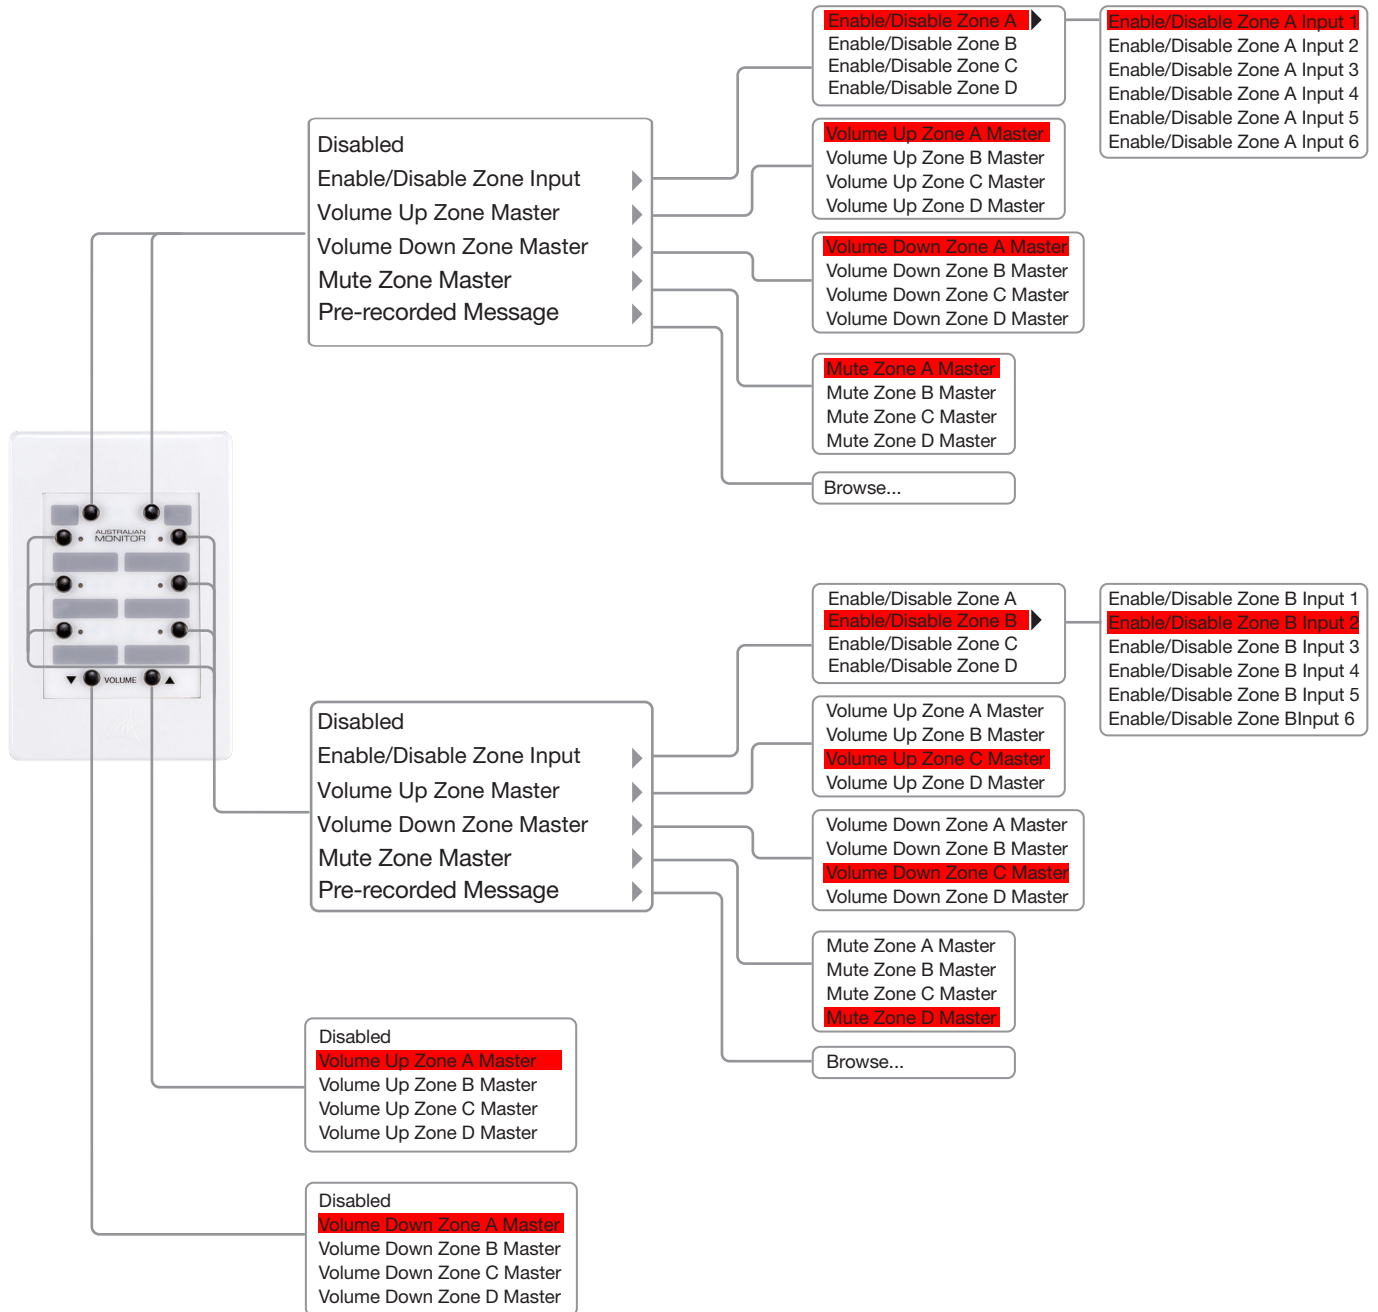 Enable/Disable Zone A
Enable/Disable Zone B
Enable/Disable Zone C
Enable/Disable Zone D
Enable/Disable Zone A Input 1
Enable/Disable Zone A Input 2
Enable/Disable Zone A Input 3
Enable/Disable Zone A Input 4
Enable/Disable Zone A Input 5
Enable/Disable Zone A Input 6
Disabled
Enable/Disable Zone Input
Volume Up Zone Master
Volume Down Zone Master
Mute Zone Master
Pre-recorded Message
Volume Up Zone A Master
Volume Up Zone B Master
Volume Up Zone C Master
Volume Up Zone D Master
Volume Down Zone A Master
Volume Down Zone B Master
Volume Down Zone C Master
Volume Down Zone D Master
Mute Zone A Master
Mute Zone B Master
Mute Zone C Master
Mute Zone D Master
Browse...
AUSTRALIAN
MONITOR
VOLUME
Enable/Disable Zone A
Enable/Disable Zone B
Enable/Disable Zone C
Enable/Disable Zone D
Enable/Disable Zone B Input 1
Enable/Disable Zone B Input 2
Enable/Disable Zone B Input 3
Enable/Disable Zone B Input 4
Enable/Disable Zone B Input 5
Enable/Disable Zone BInput 6
Disabled
Enable/Disable Zone Input
Volume Up Zone Master
Volume Down Zone Master
Mute Zone Master
Pre-recorded Message
Volume Up Zone A Master
Volume Up Zone B Master
Volume Up Zone C Master
Volume Up Zone D Master
Volume Down Zone A Master
Volume Down Zone B Master
Volume Down Zone C Master
Volume Down Zone D Master
Mute Zone A Master
Mute Zone B Master
Mute Zone C Master
Mute Zone D Master
Browse...
Disabled
Volume Up Zone A Master
Volume Up Zone B Master
Volume Up Zone C Master
Volume Up Zone D Master
Disabled
Volume Down Zone A Master
Volume Down Zone B Master
Volume Down Zone C Master
Volume Down Zone D Master